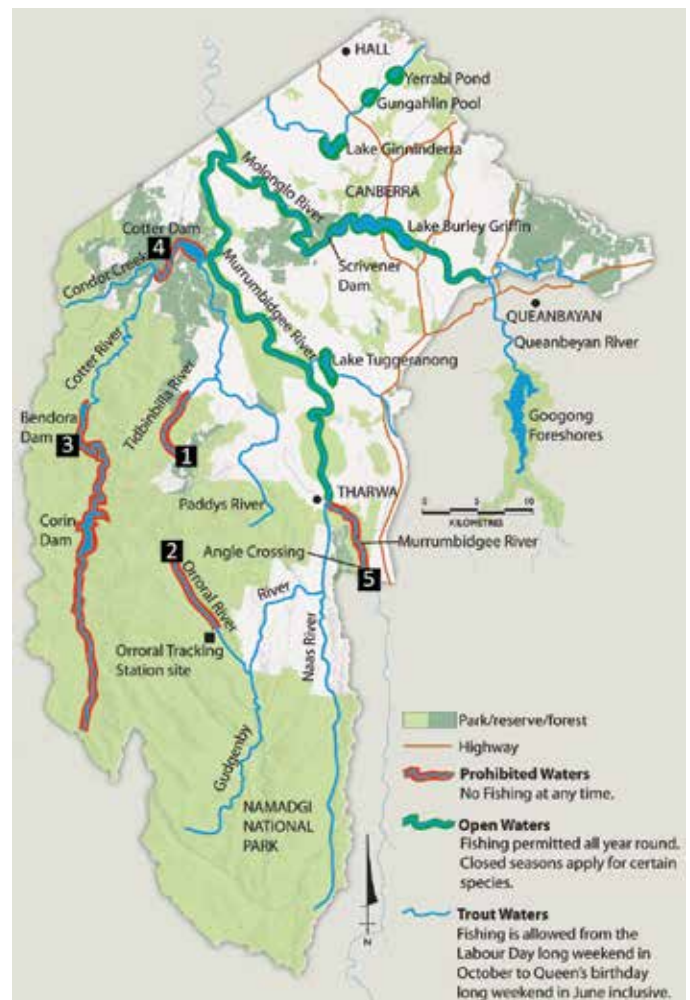 HALL
Yerrabi Pond
Gungahlin Pool
Lake Ginninderra
Molonglo River
CANBERRA
Cotter Dam
4
Lake Burley Griffin
Condor Creek
Scrivener
Dam
Murrumbidgee River
QUEANBAYAN
Queanbeyan River
Cotter River
Lake Tuggeranong
Tidbinbilla River
Bendora
Dam
3
Googong
Foreshores
1
Paddys River
THARWA
0 5 10
KILOMETRES
Corin
Dam
Murrumbidgee River
2
Angle Crossing
5
Orroral River
River
Naas River
Orroral Tracking
Station site
Gudgenby
NAMADGI
NATIONAL
PARK
N
Park/reserve/forest
Highway
Prohibited Waters
No Fishing at any time.
Open Waters
Fishing permitted all year round.
Closed seasons apply for certain
species.
Trout Waters
Fishing is allowed from the
Labour Day long weekend in
October to Queen's birthday
long weekend in June inclusive.